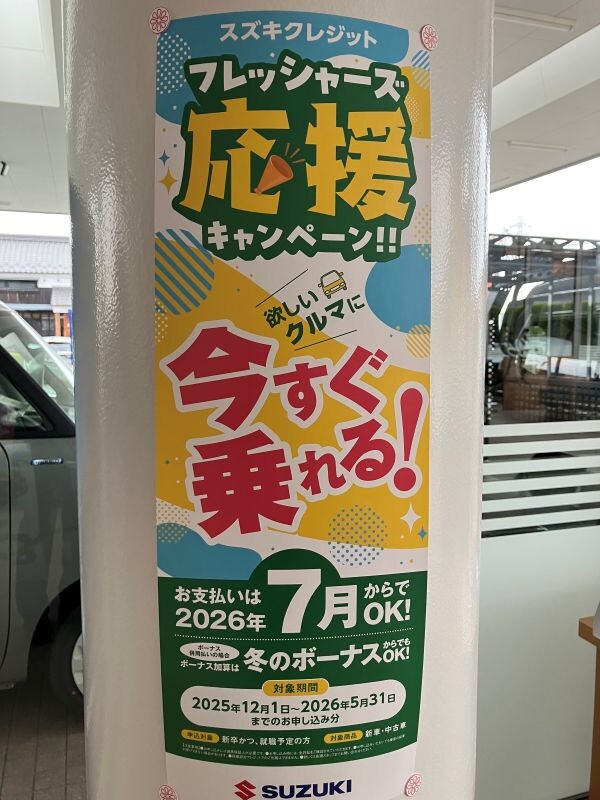 スズキクレジット
フレッシャーズ
応援
キャンペーン!!
欲しい
クルマに
今すぐ
乗れる!
お支払いは
2026年
7月
からで
OK!
ボーナス
併用払いの場合
ボーナス加算は
冬のボーナス
からでも
OK!
対象期間
2025年12月1日~2026年5月31日
までのお申し込み分
申込対象 新卒かつ、就職予定の方 対象商品 新車・中古車
SUZUKI